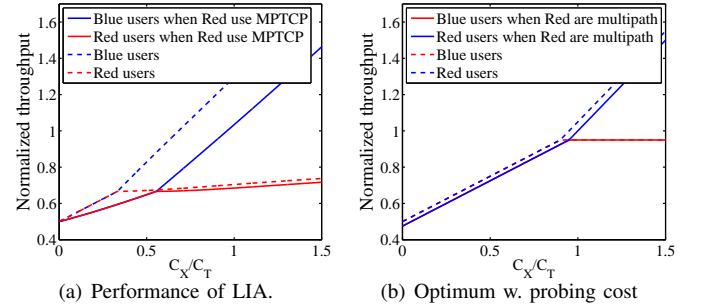 Blue users when Red use MPTCP
Red users when Red use MPTCP
Blue users
Red users
Normalized throughput
1.6
1.4
1.2
1
0.8
0.6
0.4
0 0.5 1 1.5
C_X/C_T
(a) Performance of LIA.
Blue users when Red are multipath
Red users when Red are multipath
Blue users
Red users
Normalized throughput
1.6
1.4
1.2
1
0.8
0.6
0.4
0 0.5 1 1.5
C_X/C_T
(b) Optimum w. probing cost